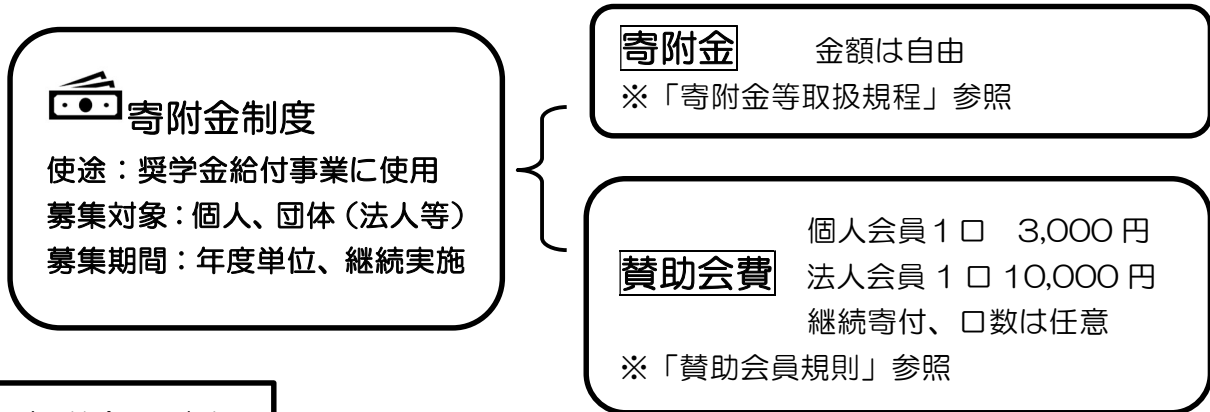 寄附金制度
使途：奨学金給付事業に使用
募集対象：個人、団体（法人等）
募集期間：年度単位、継続実施
寄附金 金額は自由
※「寄附金等取扱規程」参照
個人会員１口 3,000 円
賛助会費 法人会員 1 口 10,000 円
継続寄付、口数は任意
※「賛助会員規則」参照